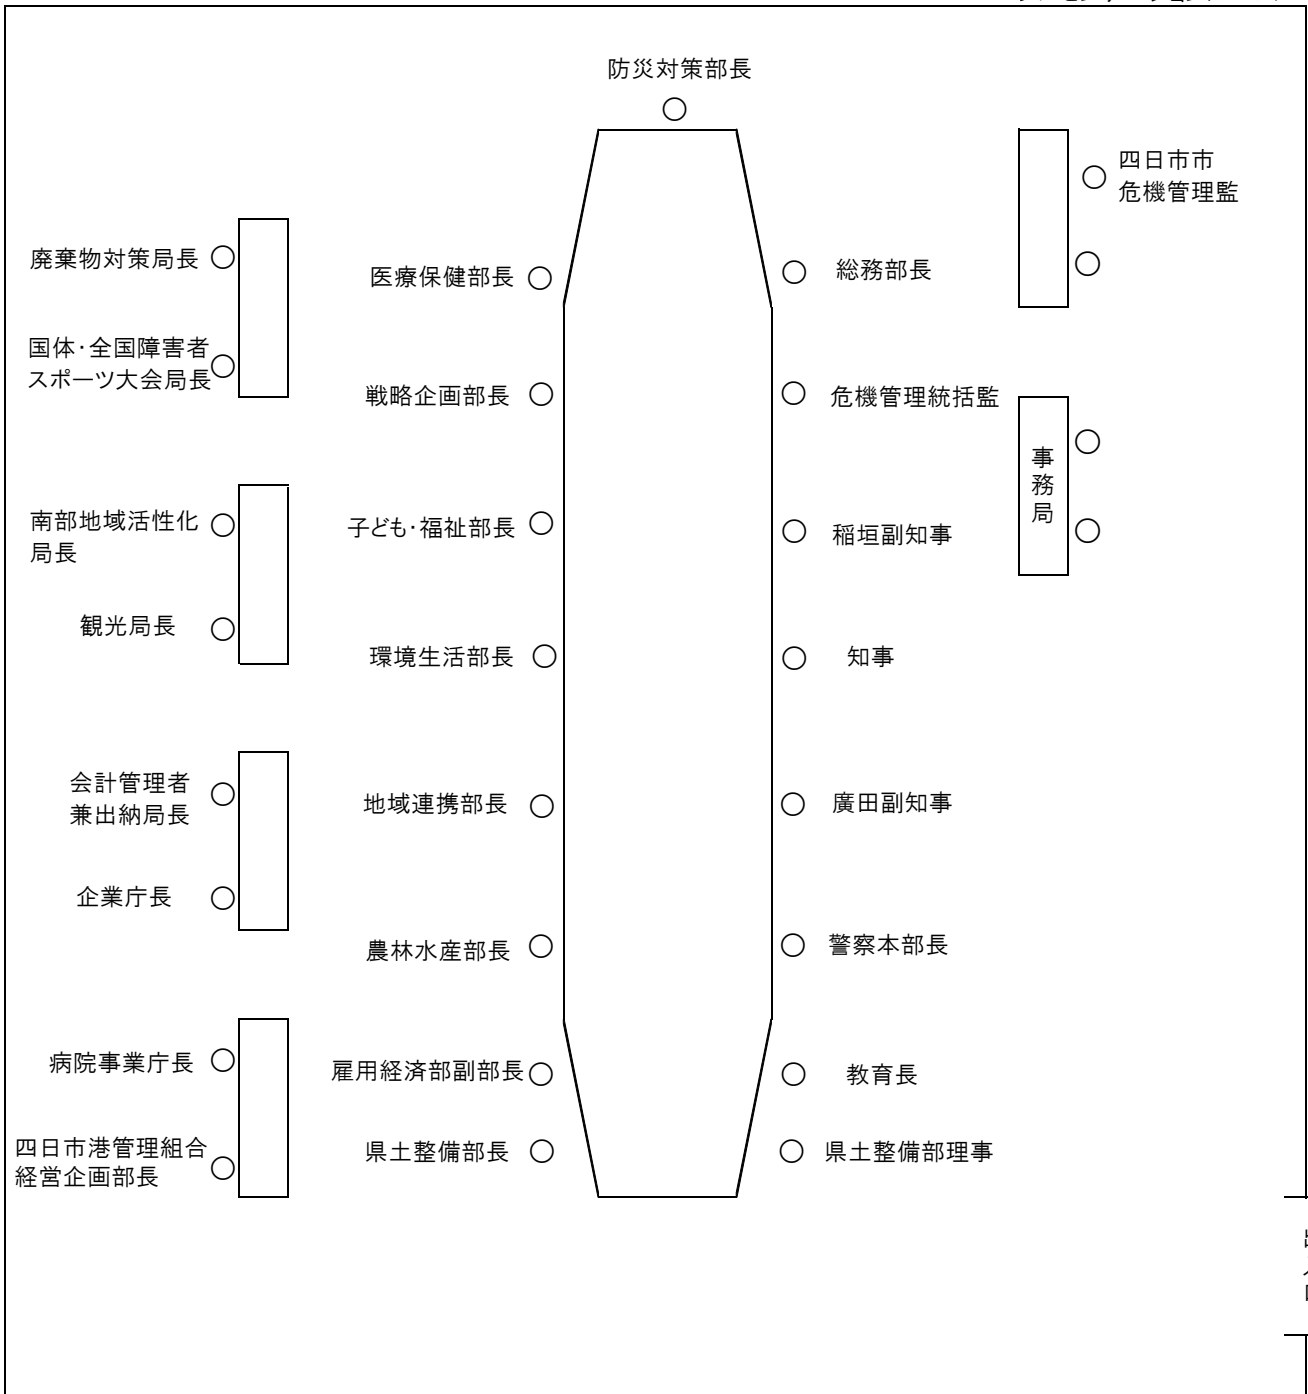 防災対策部長
四日市市
危機管理監
廃棄物対策局長
医療保健部長
総務部長
国体・全国障害者
スポーツ大会局長
戦略企画部長
危機管理統括監
事務局
南部地域活性化
局長
子ども・福祉部長
稲垣副知事
観光局長
環境生活部長
知事
会計管理者
兼出納局長
地域連携部長
廣田副知事
企業庁長
農林水産部長
警察本部長
病院事業庁長
雇用経済部副部長
教育長
四日市港管理組合
経営企画部長
県土整備部長
県土整備部理事